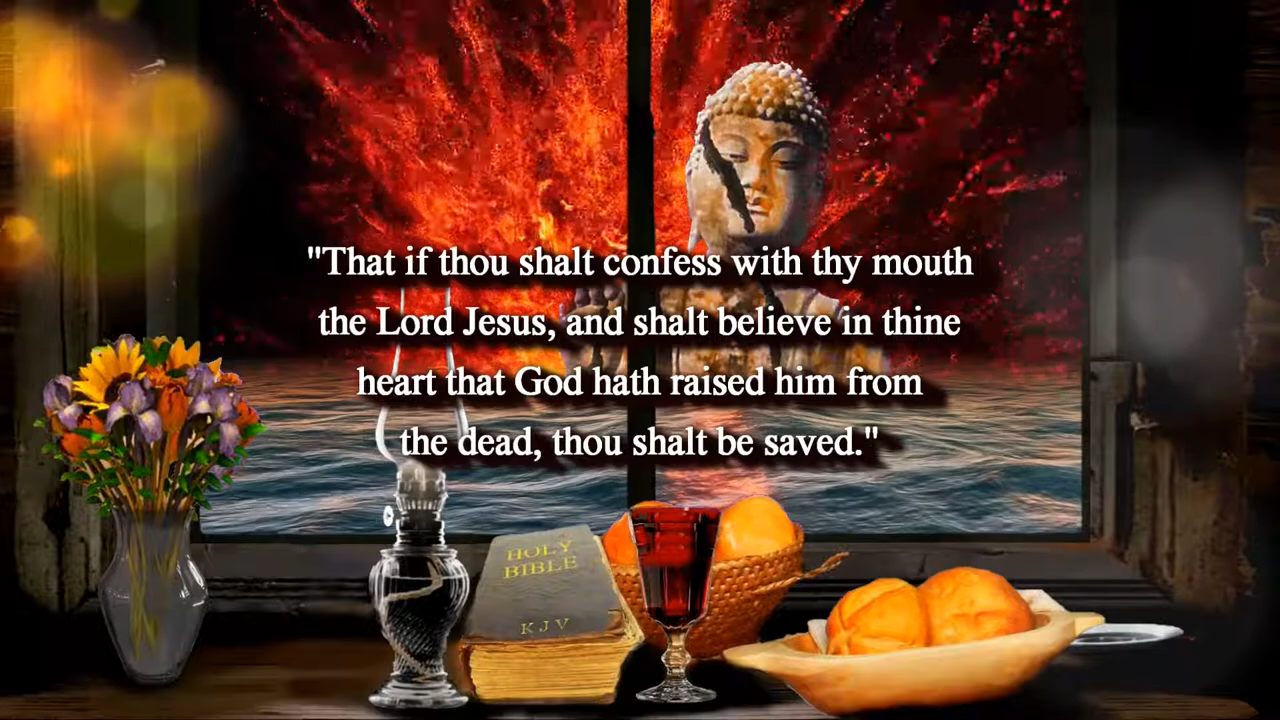 "That if thou shalt confess with thy mouth
the Lord Jesus, and shalt believe in thine
heart that God hath raised him from
the dead, thou shalt be saved."
HOLY
BIBLE
KJV